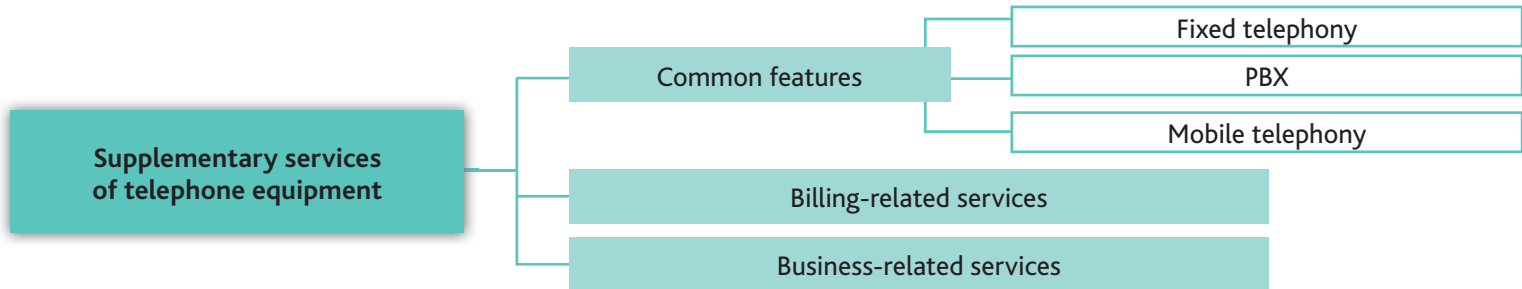 Supplementary services
of telephone equipment
Common features
Fixed telephony
PBX
Mobile telephony
Billing-related services
Business-related services